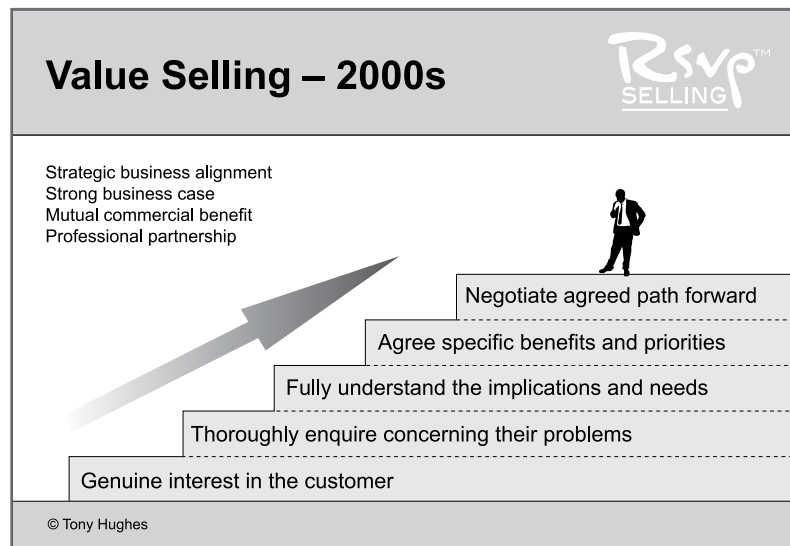 Value Selling – 2000s
Rsvp™
SELLING
Strategic business alignment
Strong business case
Mutual commercial benefit
Professional partnership
Negotiate agreed path forward
Agree specific benefits and priorities
Fully understand the implications and needs
Thoroughly enquire concerning their problems
Genuine interest in the customer
© Tony Hughes